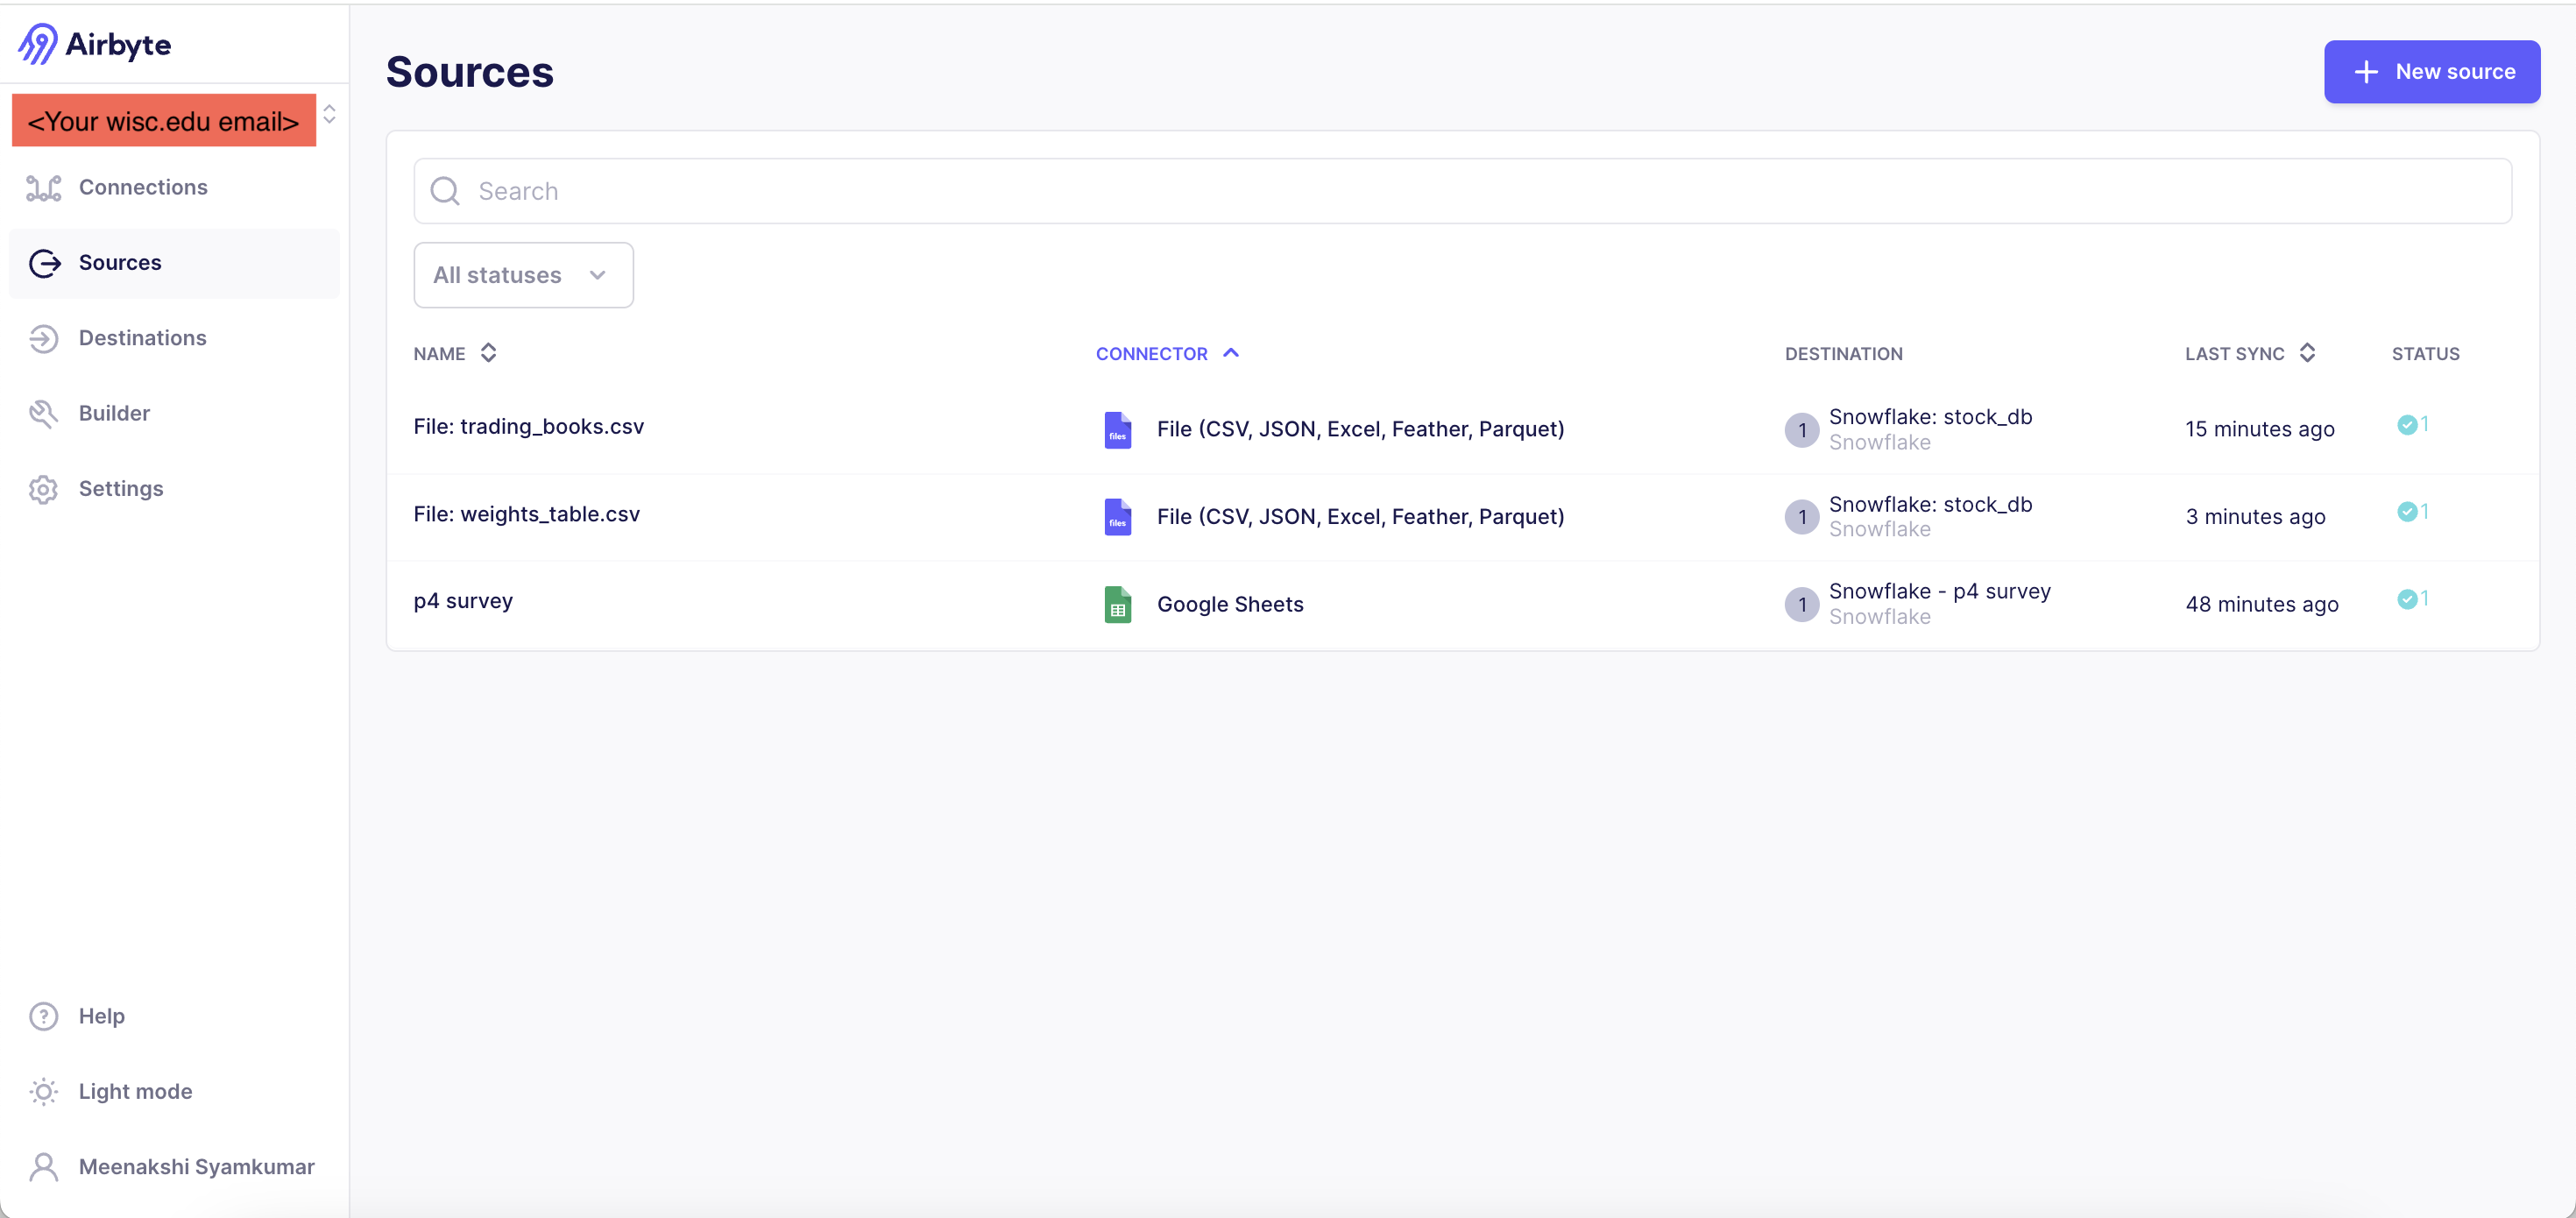 Airbyte
<Your wisc.edu email>
Connections
Sources
Destinations
Builder
Settings
Help
Light mode
Meenakshi Syamkumar
Sources
New source
Search
All statuses
NAME CONNECTOR DESTINATION LAST SYNC STATUS
File: trading_books.csv files File (CSV, JSON, Excel, Feather, Parquet) 1 Snowflake: stock_db 15 minutes ago 1
Snowflake
File: weights_table.csv files File (CSV, JSON, Excel, Feather, Parquet) 1 Snowflake: stock_db 3 minutes ago 1
Snowflake
p4 survey Google Sheets 1 Snowflake - p4 survey 48 minutes ago 1
Snowflake